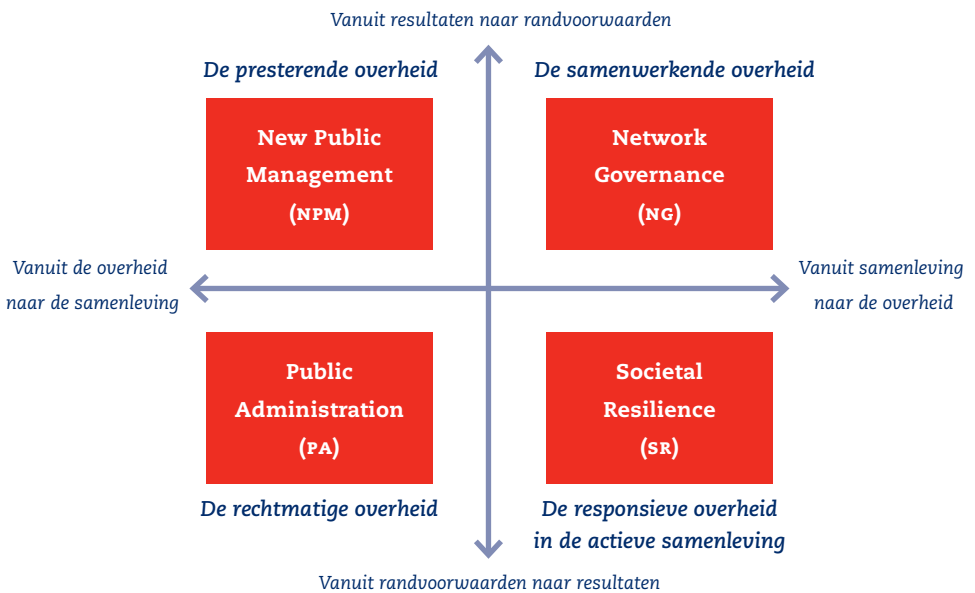 Vanuit resultaten naar randvoorwaarden
De presterende overheid
De samenwerkende overheid
New Public
Management
(NPM)
Network
Governance
(NG)
Vanuit de overheid
naar de samenleving
Vanuit samenleving
naar de overheid
Public
Administration
(PA)
Societal
Resilience
(SR)
De rechtmatige overheid
De responsieve overheid
in de actieve samenleving
Vanuit randvoorwaarden naar resultaten